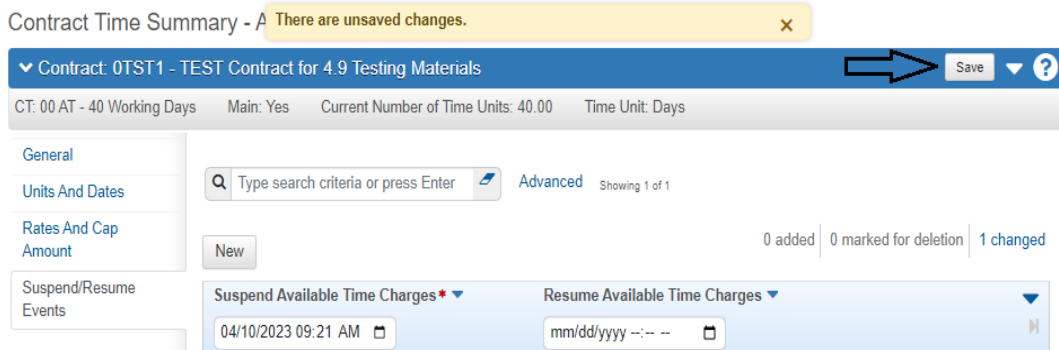 Contract Time Summary - A
There are unsaved changes. ×
Contract: 0TST1 - TEST Contract for 4.9 Testing Materials Save ?
CT: 00 AT - 40 Working Days Main: Yes Current Number of Time Units: 40.00 Time Unit: Days
General
Units And Dates
Rates And Cap
Amount
Suspend/Resume
Events
Type search criteria or press Enter Advanced Showing 1 of 1
New 0 added 0 marked for deletion 1 changed
Suspend Available Time Charges* Resume Available Time Charges
04/10/2023 09:21 AM mm/dd/yyyy --:-- --